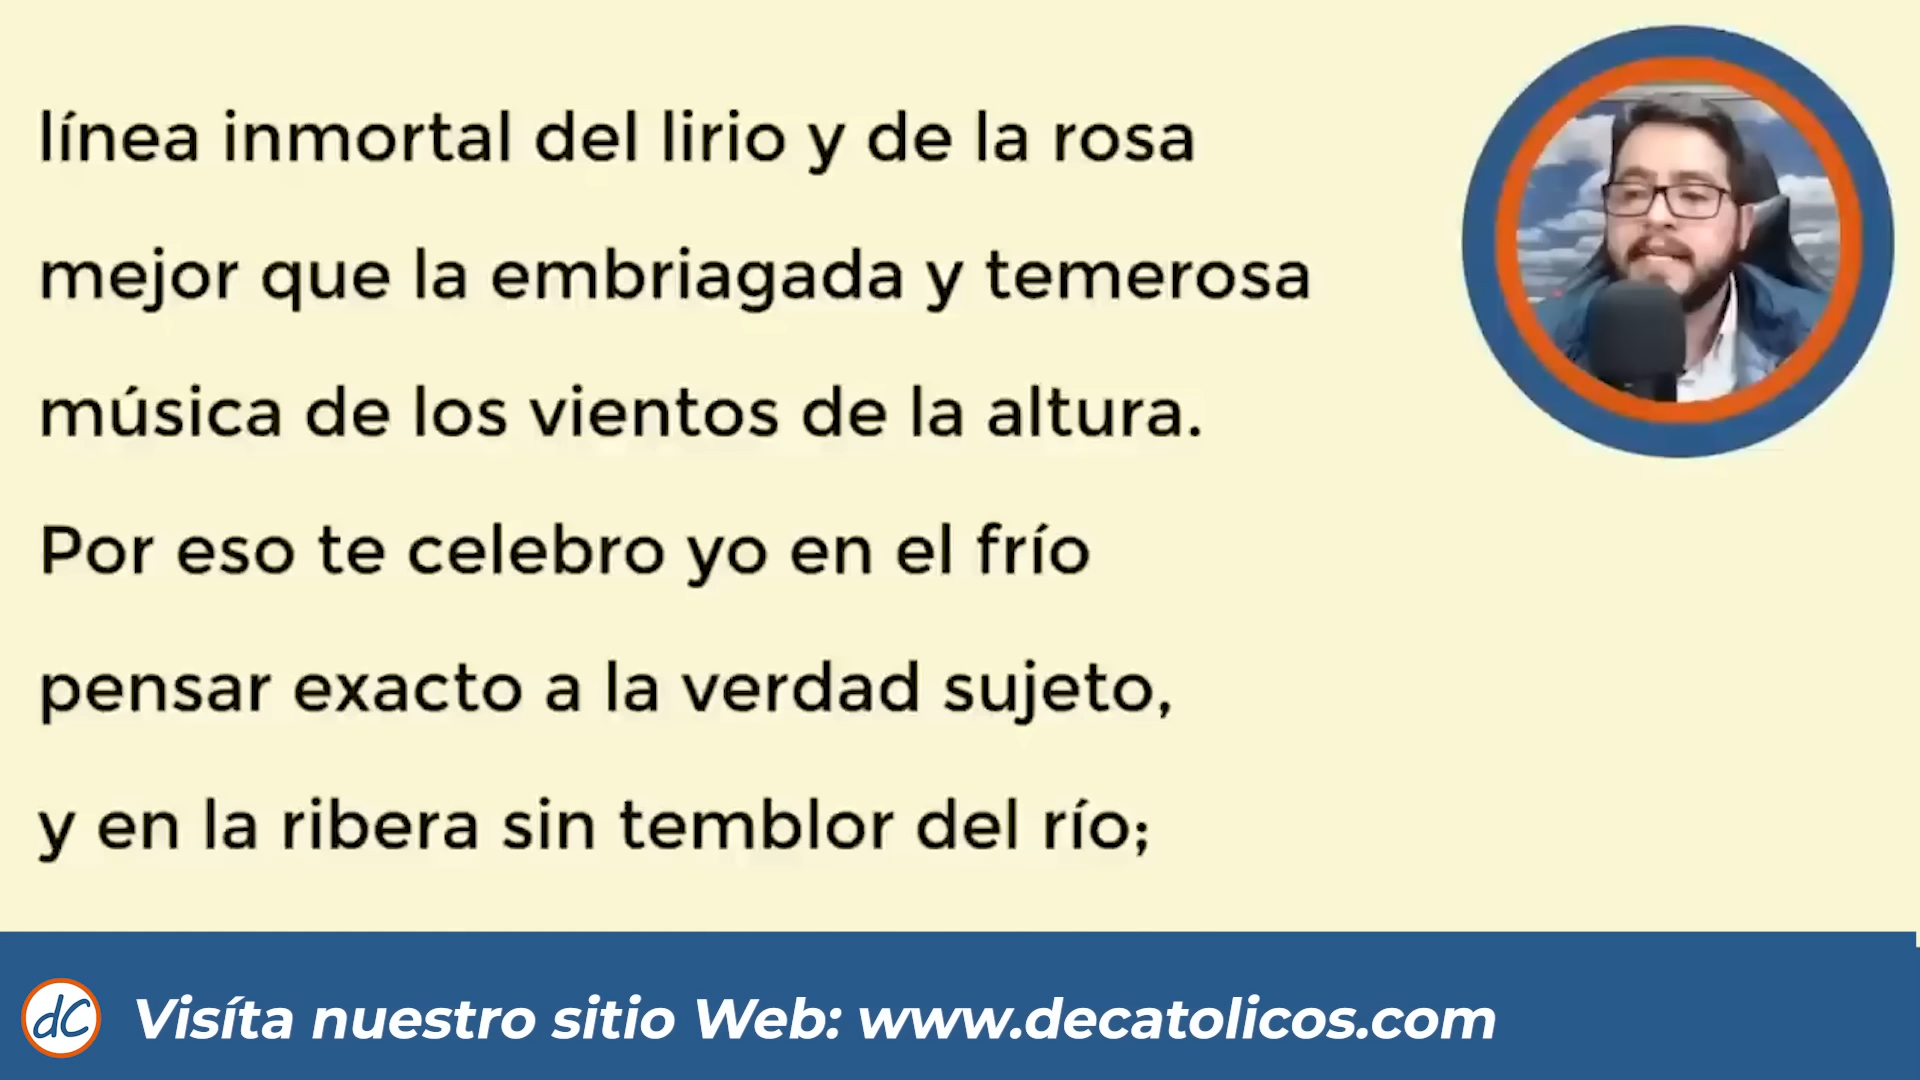 línea inmortal del lirio y de la rosa
mejor que la embriagada y temerosa
música de los vientos de la altura.
Por eso te celebro yo en el frío
pensar exacto a la verdad sujeto,
y en la ribera sin temblor del río;
dC Visíta nuestro sitio Web: www.decatolicos.com